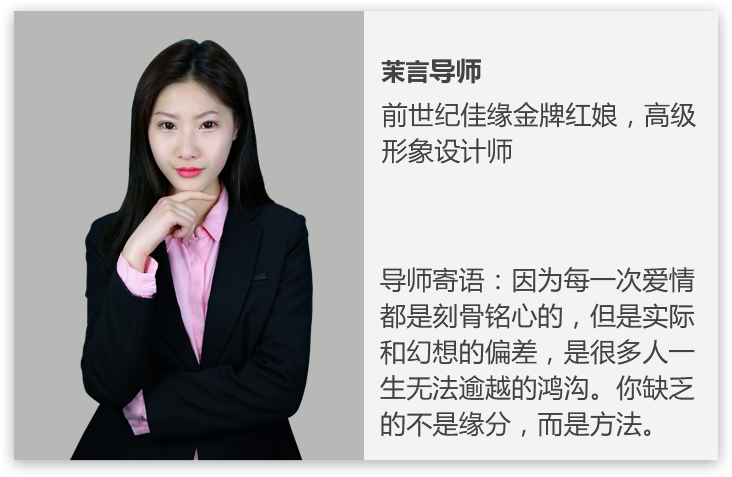 茉言导师
前世纪佳缘金牌红娘，高级
形象设计师
导师寄语：因为每一次爱情
都是刻骨铭心的，但是实际
和幻想的偏差，是很多人一
生无法逾越的鸿沟。你缺乏
的不是缘分，而是方法。